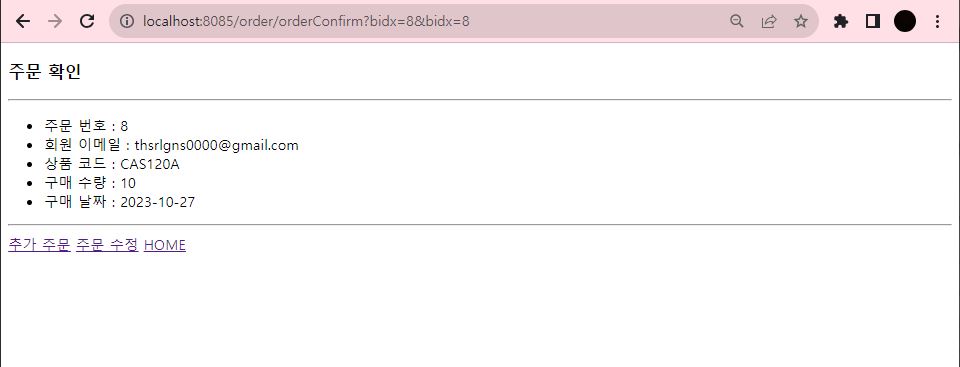 localhost:8085/order/orderConfirm?bidx=8&bidx=8
주문 확인
주문 번호 : 8
회원 이메일 : thsrlgns0000@gmail.com
상품 코드 : CAS120A
구매 수량 : 10
구매 날짜 : 2023-10-27
추가 주문 주문 수정 HOME